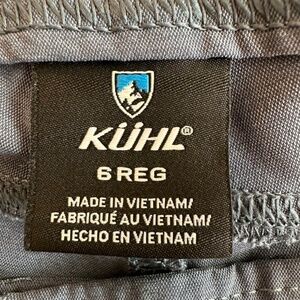 KÜHL®
6 REG
MADE IN VIETNAM/
FABRIQUÉ AU VIETNAM/
HECHO EN VIETNAM